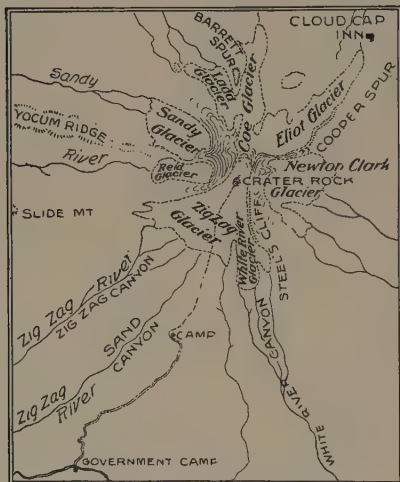 BARRETT
SPUR
CLOUD CAP
INN
Ladd
Glacier
Coe Glacier
Eliot Glacier
COOPER SPUR
Sandy
YOCUM RIDGE
River
Sandy
Glacier
Reid
Glacier
Newton Clark
Glacier
CRATER ROCK
SLIDE MT
ZigZag
Glacier
White River
Glacier
STEEL'S CLIFF
Zig Zag River
ZIG ZAG CANYON
SAND
CANYON
Zig Zag
River
CAMP
WHITE RIVER CANYON
GOVERNMENT CAMP